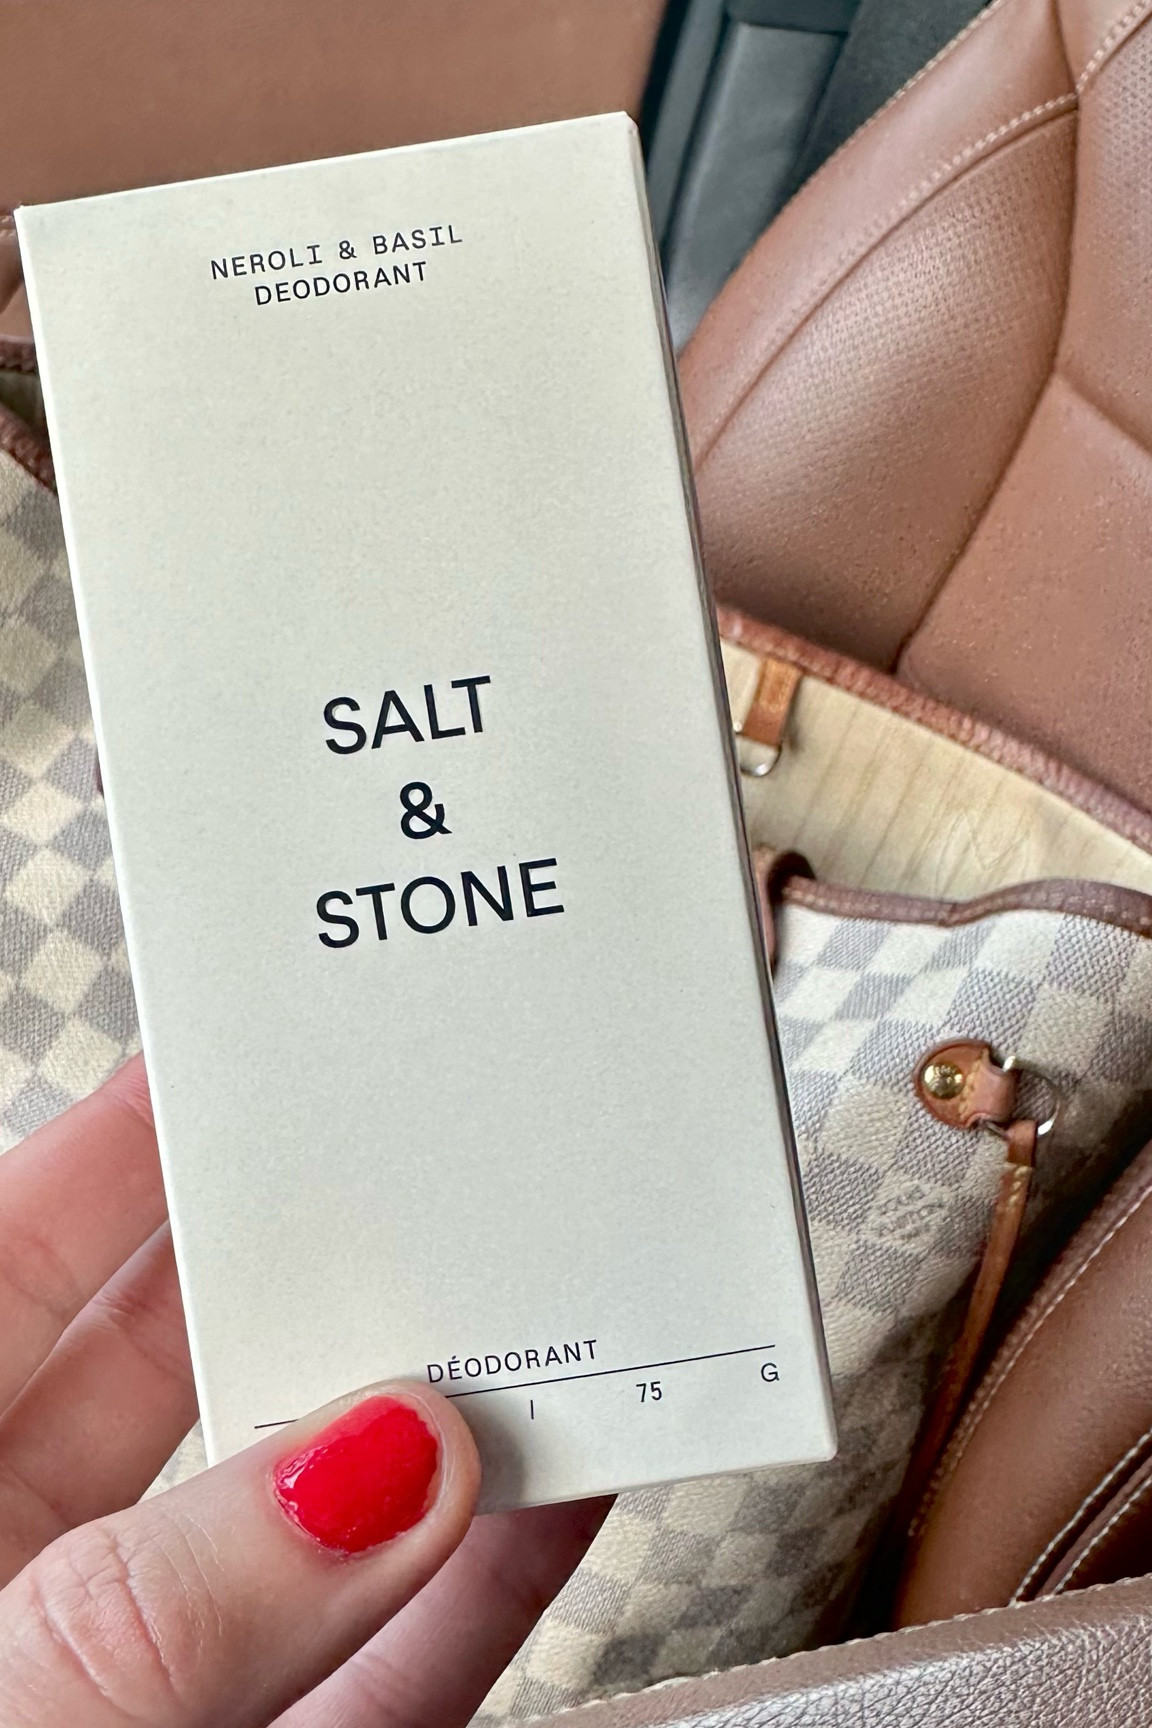 NEROLI & BASIL
DEODORANT
SALT
&
STONE
DÉODORANT
| 75 G